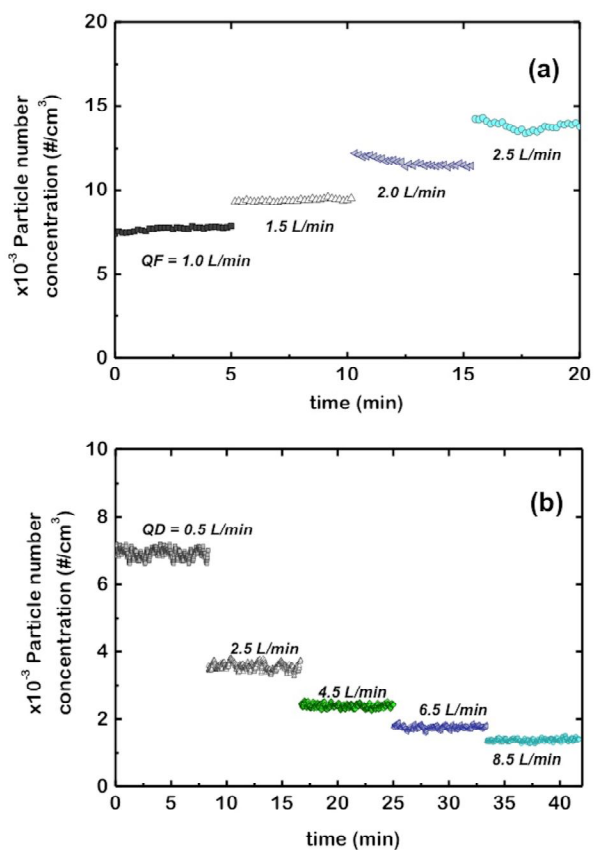 20
(a)
15
2.5 L/min
2.0 L/min
10
1.5 L/min
QF = 1.0 L/min
5
0
x10⁻³ Particle number
concentration (#/cm³)
0 5 10 15 20
time (min)
10
(b)
8
QD = 0.5 L/min
6
2.5 L/min
4
4.5 L/min
6.5 L/min
2
8.5 L/min
0
x10⁻³ Particle number
concentration (#/cm³)
0 5 10 15 20 25 30 35 40
time (min)